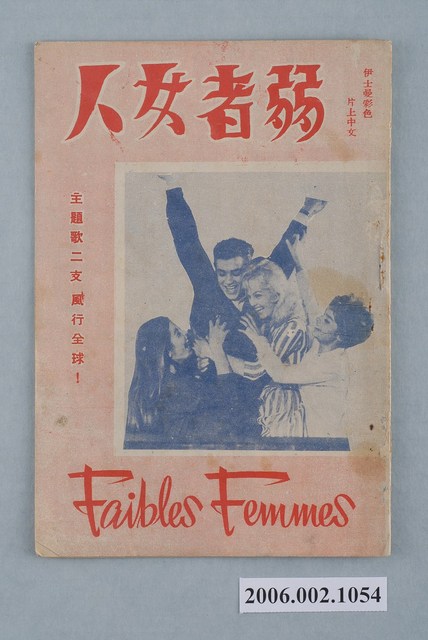 弱者女人
伊士曼彩色
片上中文
主題歌二支 風行全球！
Faibles Femmes
2006.002.1054